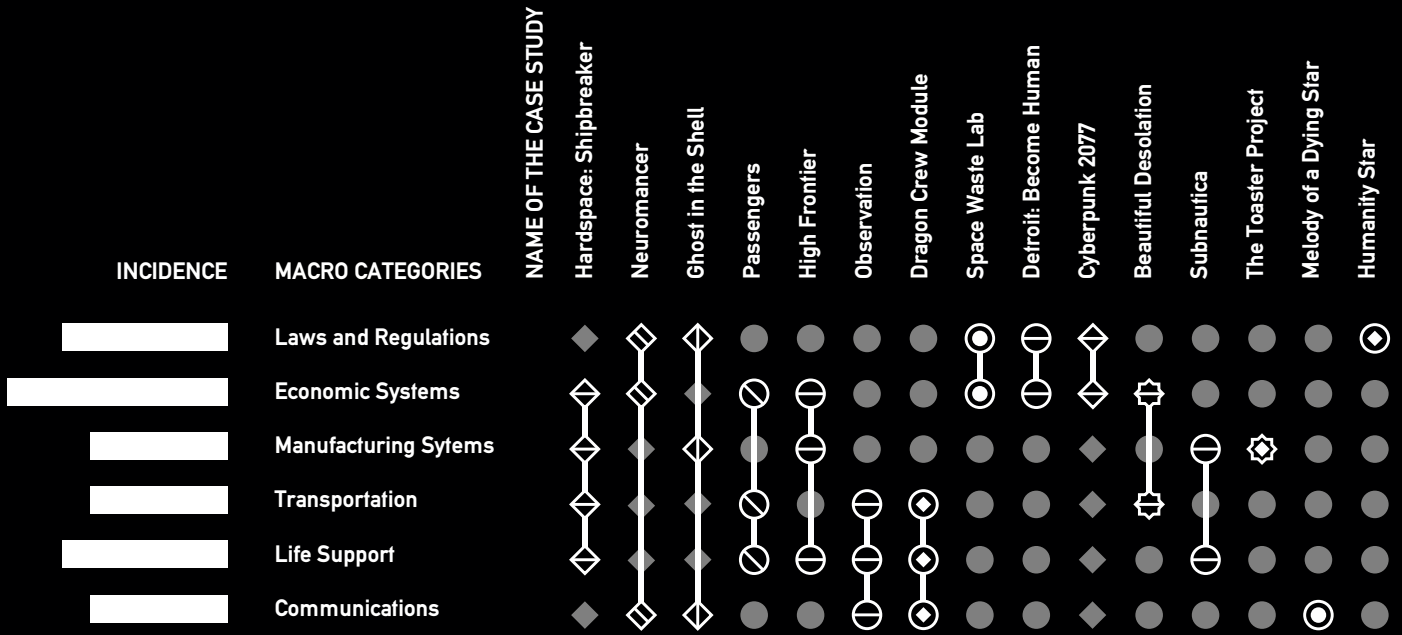 INCIDENCE
MACRO CATEGORIES
NAME OF THE CASE STUDY
Hardspace: Shipbreaker
Neuromancer
Ghost in the Shell
Passengers
High Frontier
Observation
Dragon Crew Module
Space Waste Lab
Detroit: Become Human
Cyberpunk 2077
Beautiful Desolation
Subnautica
The Toaster Project
Melody of a Dying Star
Humanity Star
Laws and Regulations
Economic Systems
Manufacturing Sytems
Transportation
Life Support
Communications